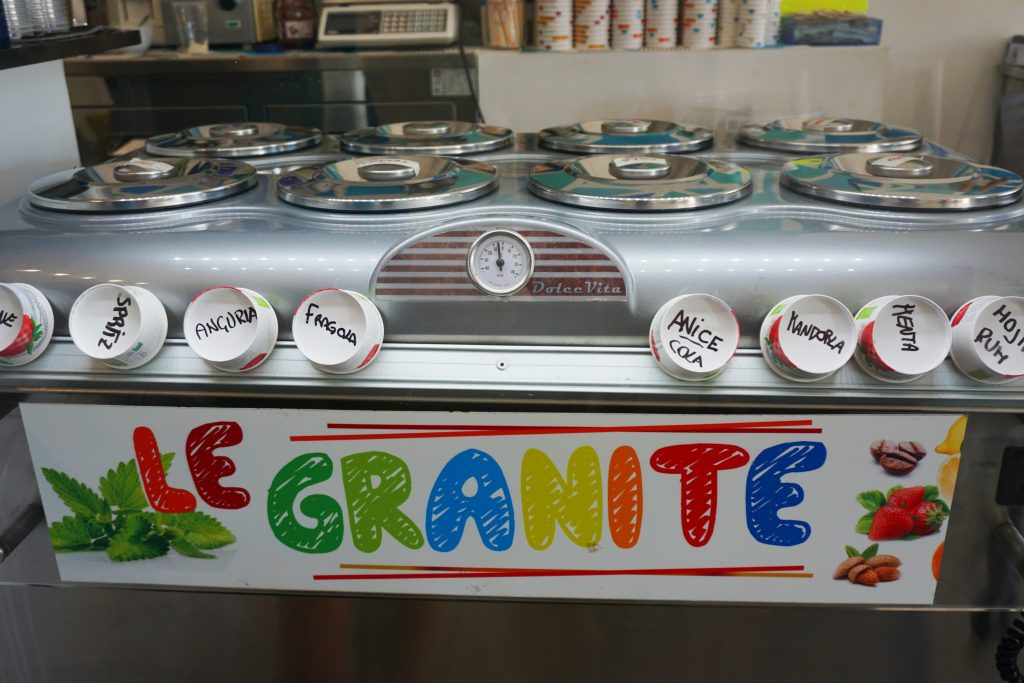 DolceVita
SPRITZ
ANGURIA
FRAGOLA
ANICE
COLA
MANDORLA
MENTA
MOJITO
RUM
LE GRANITE